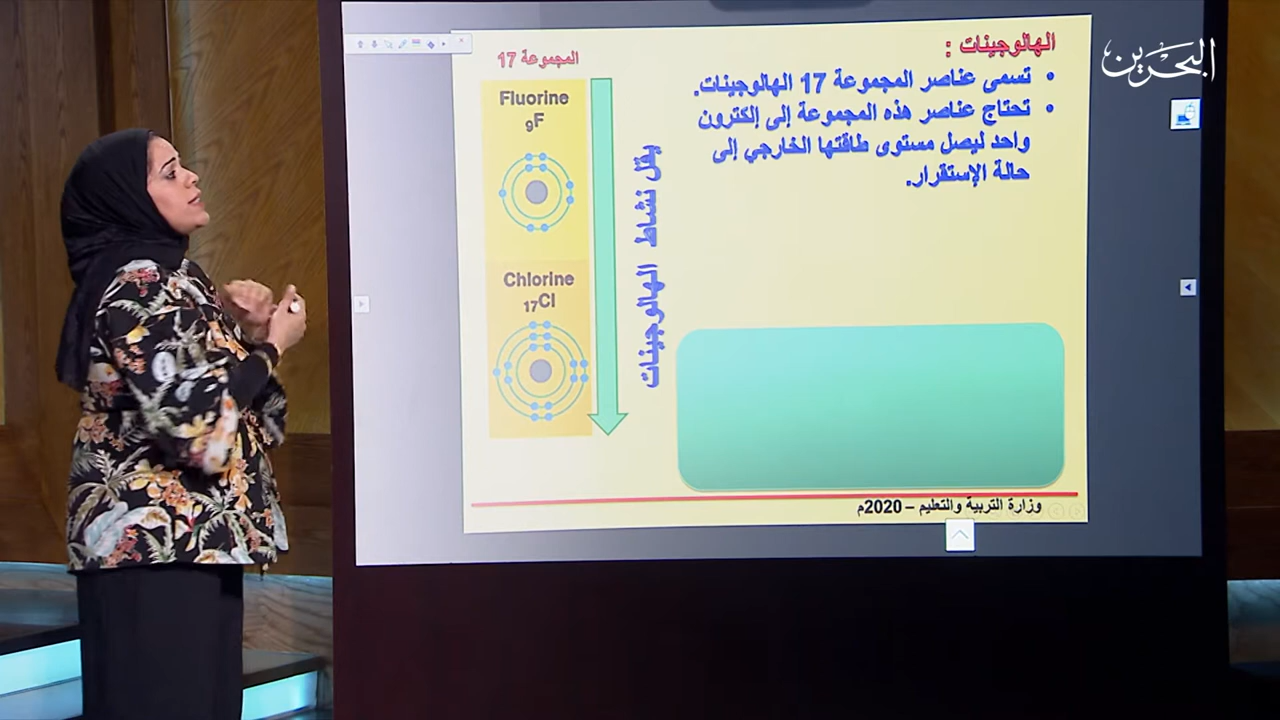 البحرين
الهالوجينات :
• تسمى عناصر المجموعة 17 الهالوجينات.
• تحتاج عناصر هذه المجموعة إلى إلكترون
واحد ليصل مستوى طاقتها الخارجي إلى
حالة الإستقرار.
المجموعة 17
Fluorine
9F
Chlorine
17Cl
يقل نشاط الهالوجينات
وزارة التربية والتعليم – 2020م